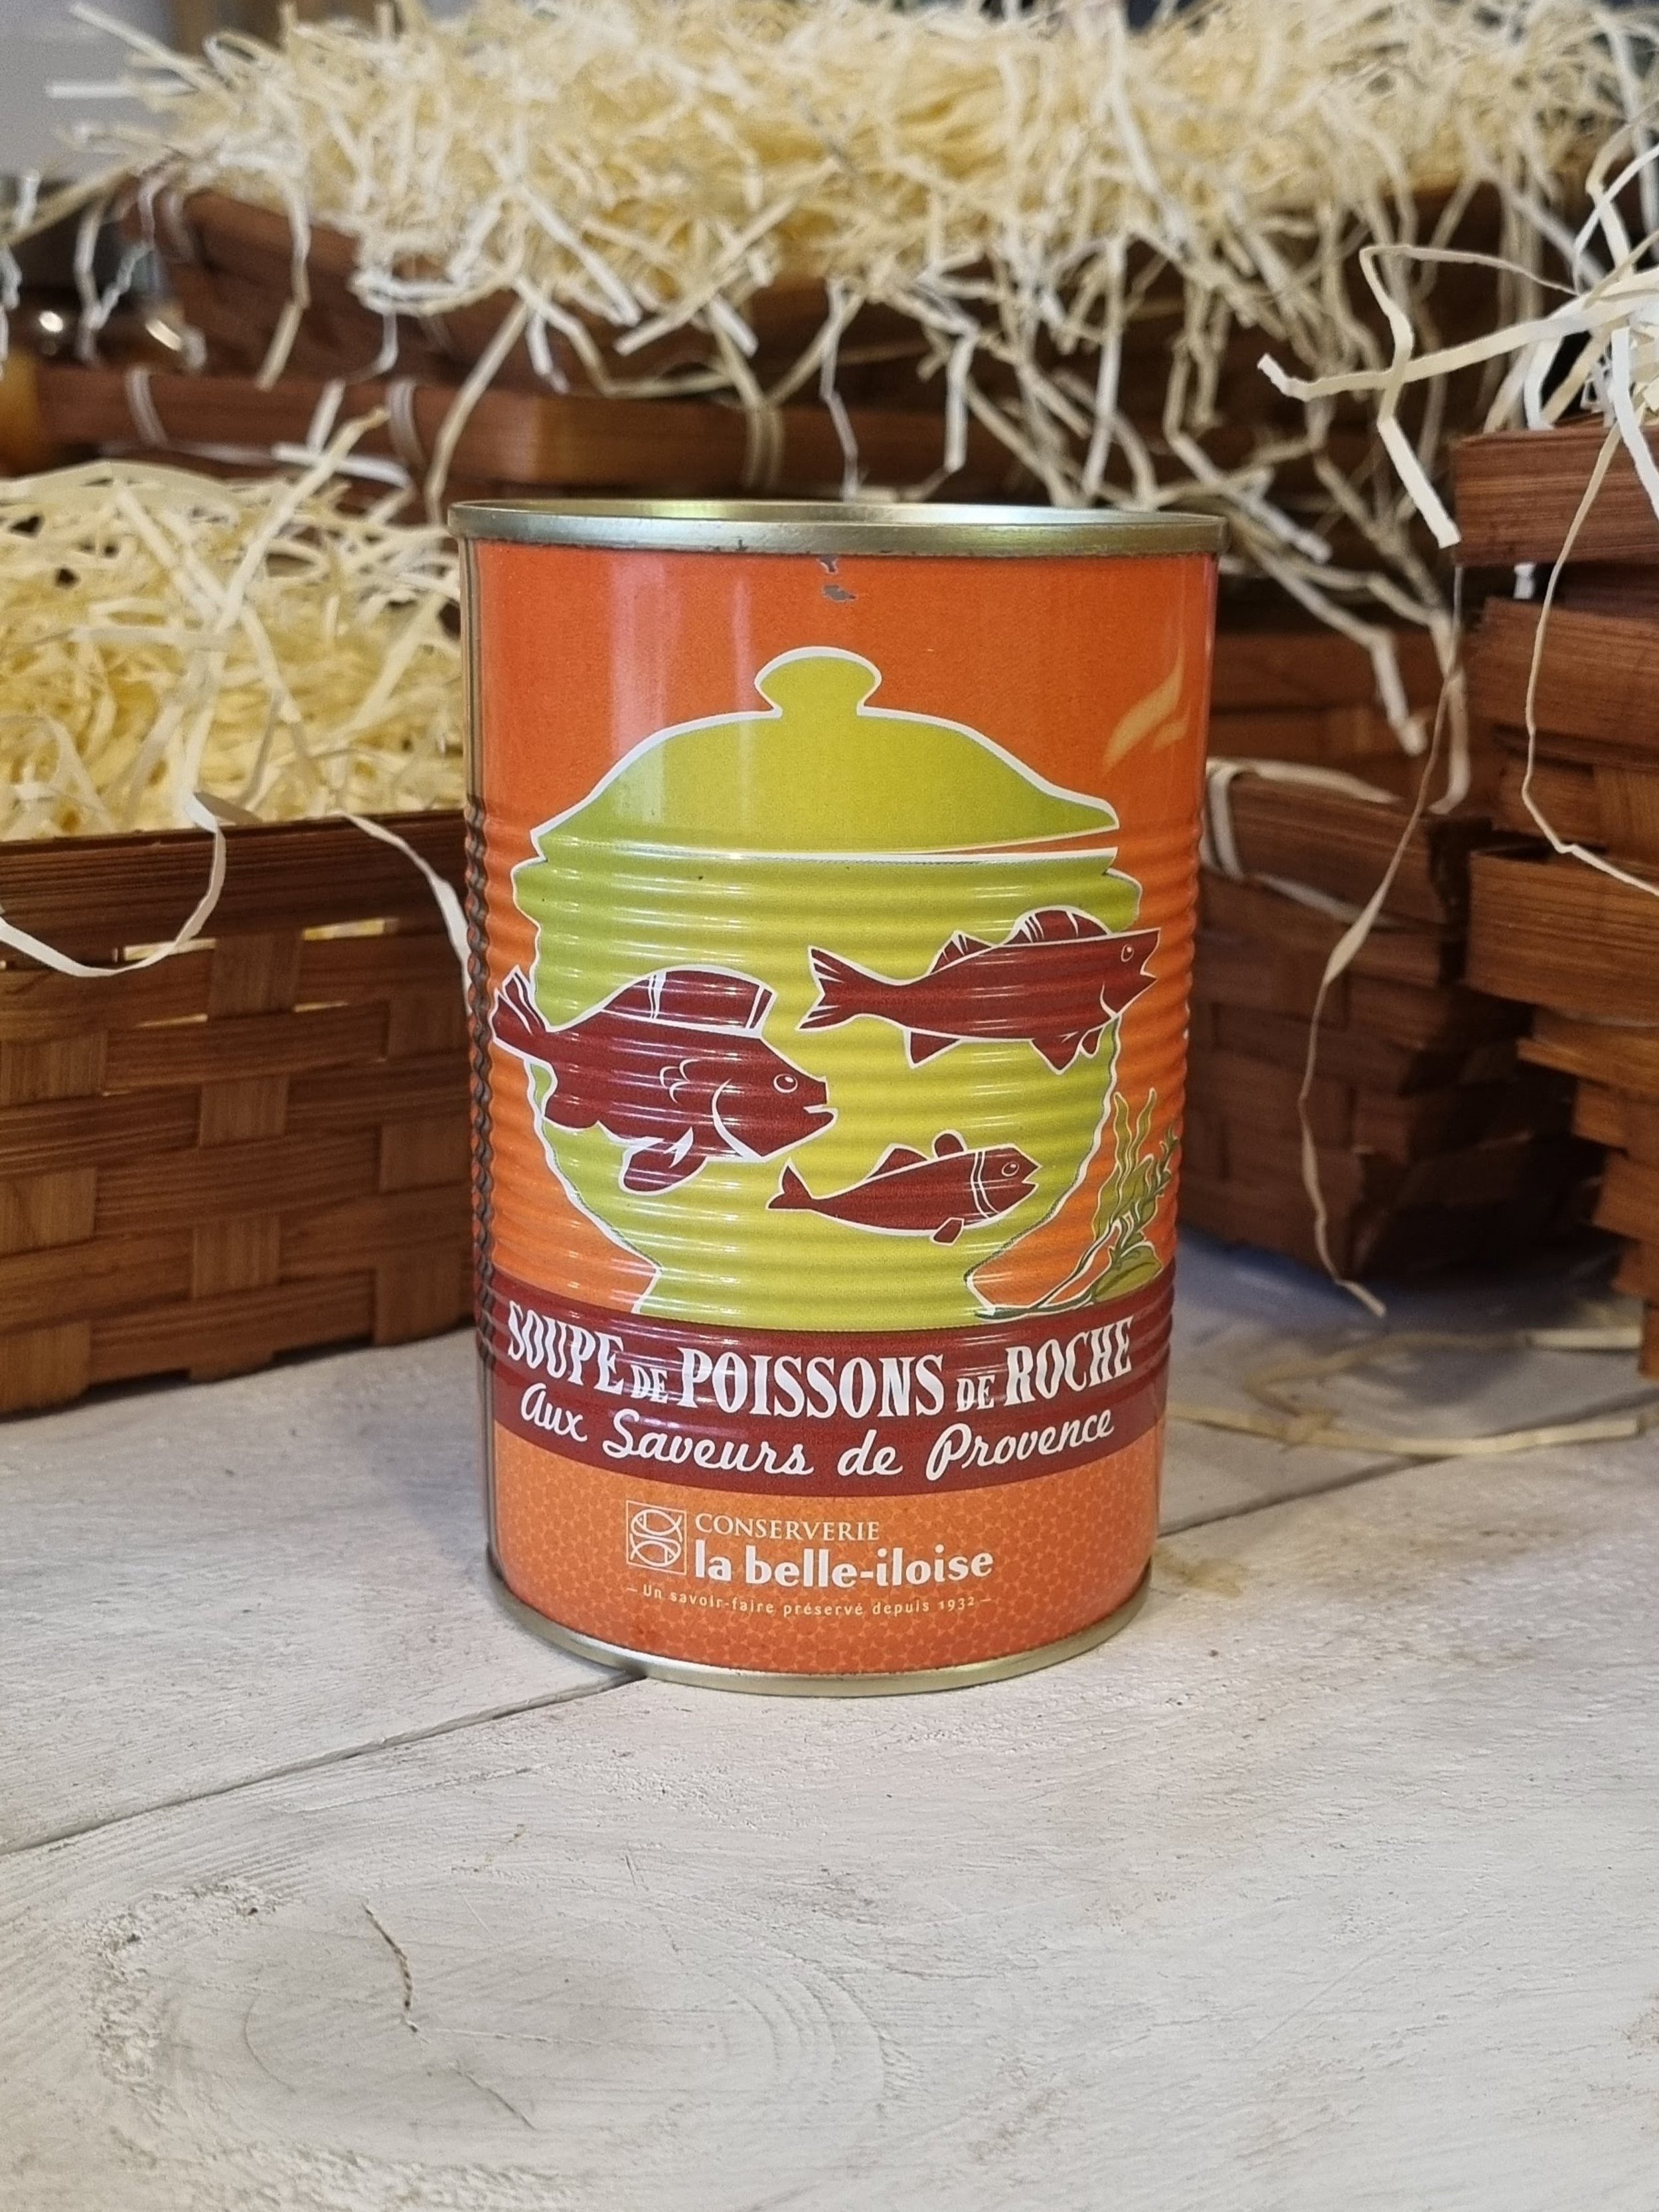 SOUPE DE POISSONS DE ROCHE
Aux Saveurs de Provence
CONSERVERIE
la belle-iloise
– Un savoir-faire préservé depuis 1932 –